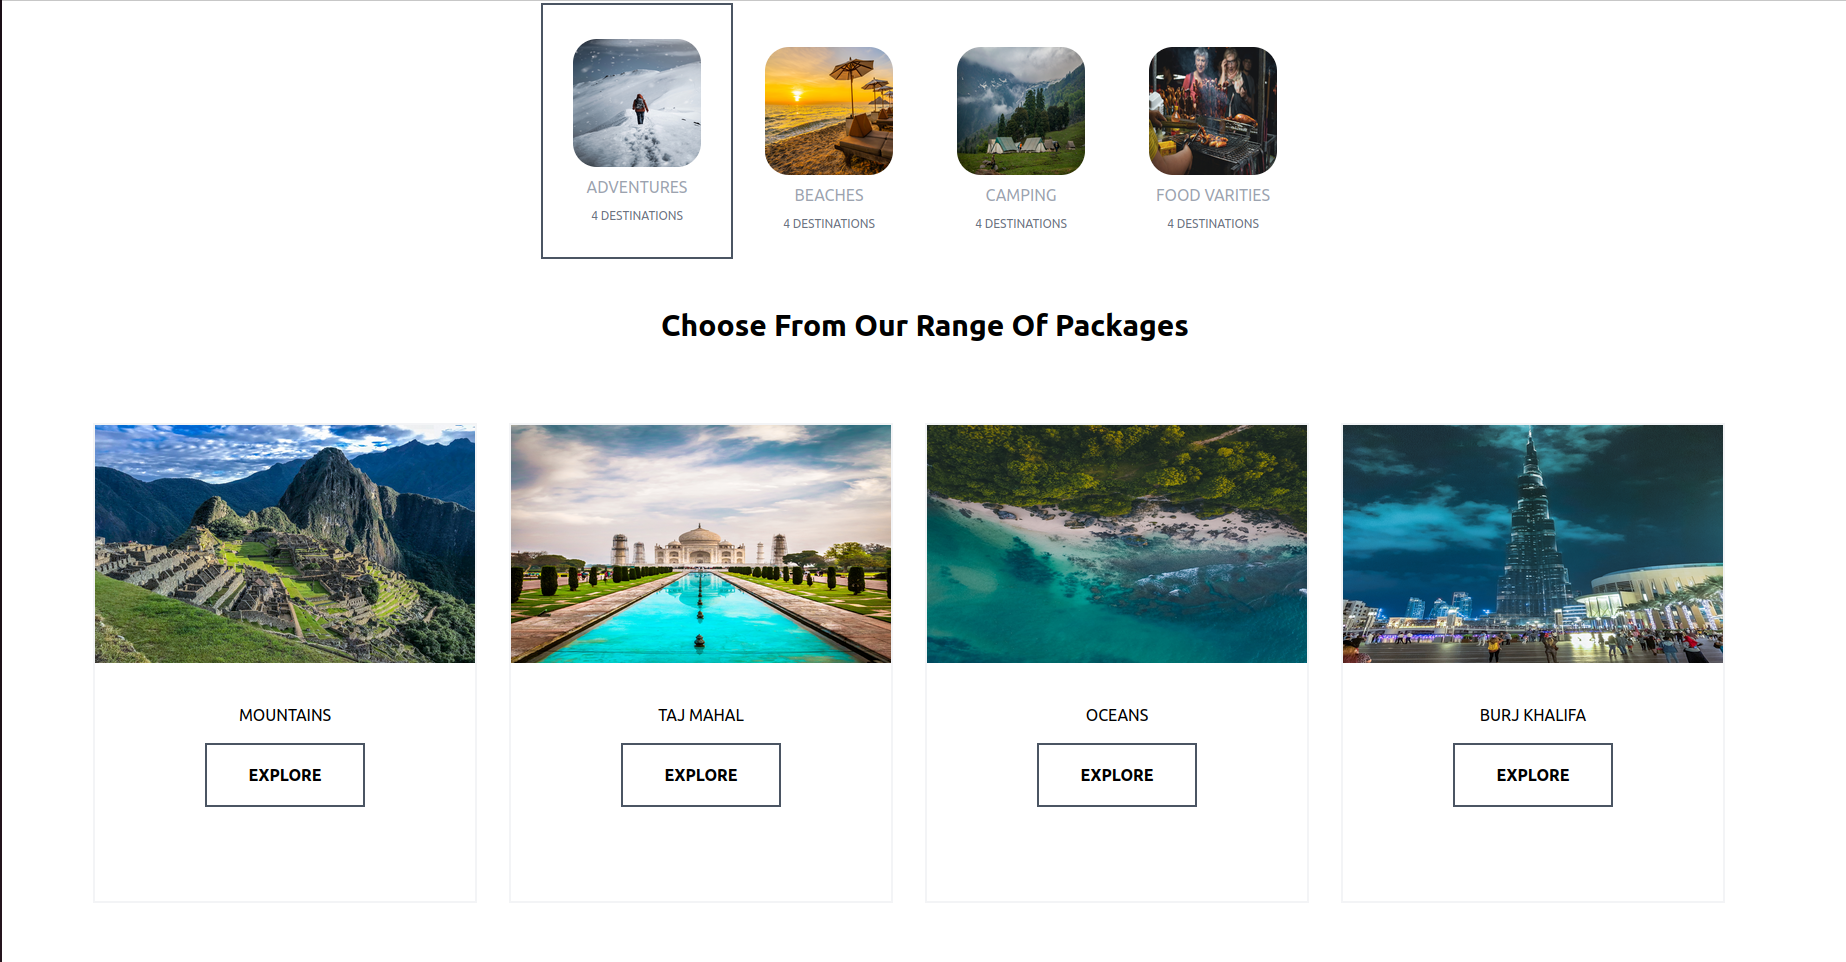 ADVENTURES
4 DESTINATIONS
BEACHES
4 DESTINATIONS
CAMPING
4 DESTINATIONS
FOOD VARITIES
4 DESTINATIONS
Choose From Our Range Of Packages
MOUNTAINS
EXPLORE
TAJ MAHAL
EXPLORE
OCEANS
EXPLORE
BURJ KHALIFA
EXPLORE